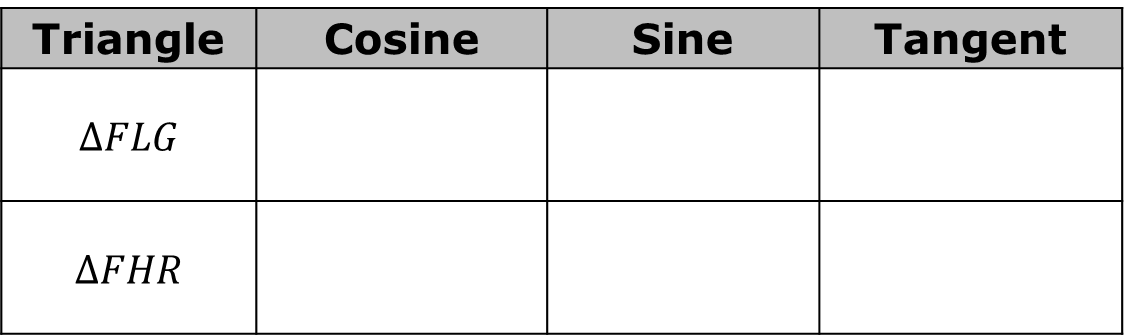 Triangle Cosine Sine Tangent
Δ𝐹𝐿𝐺
Δ𝐹𝐻𝑅